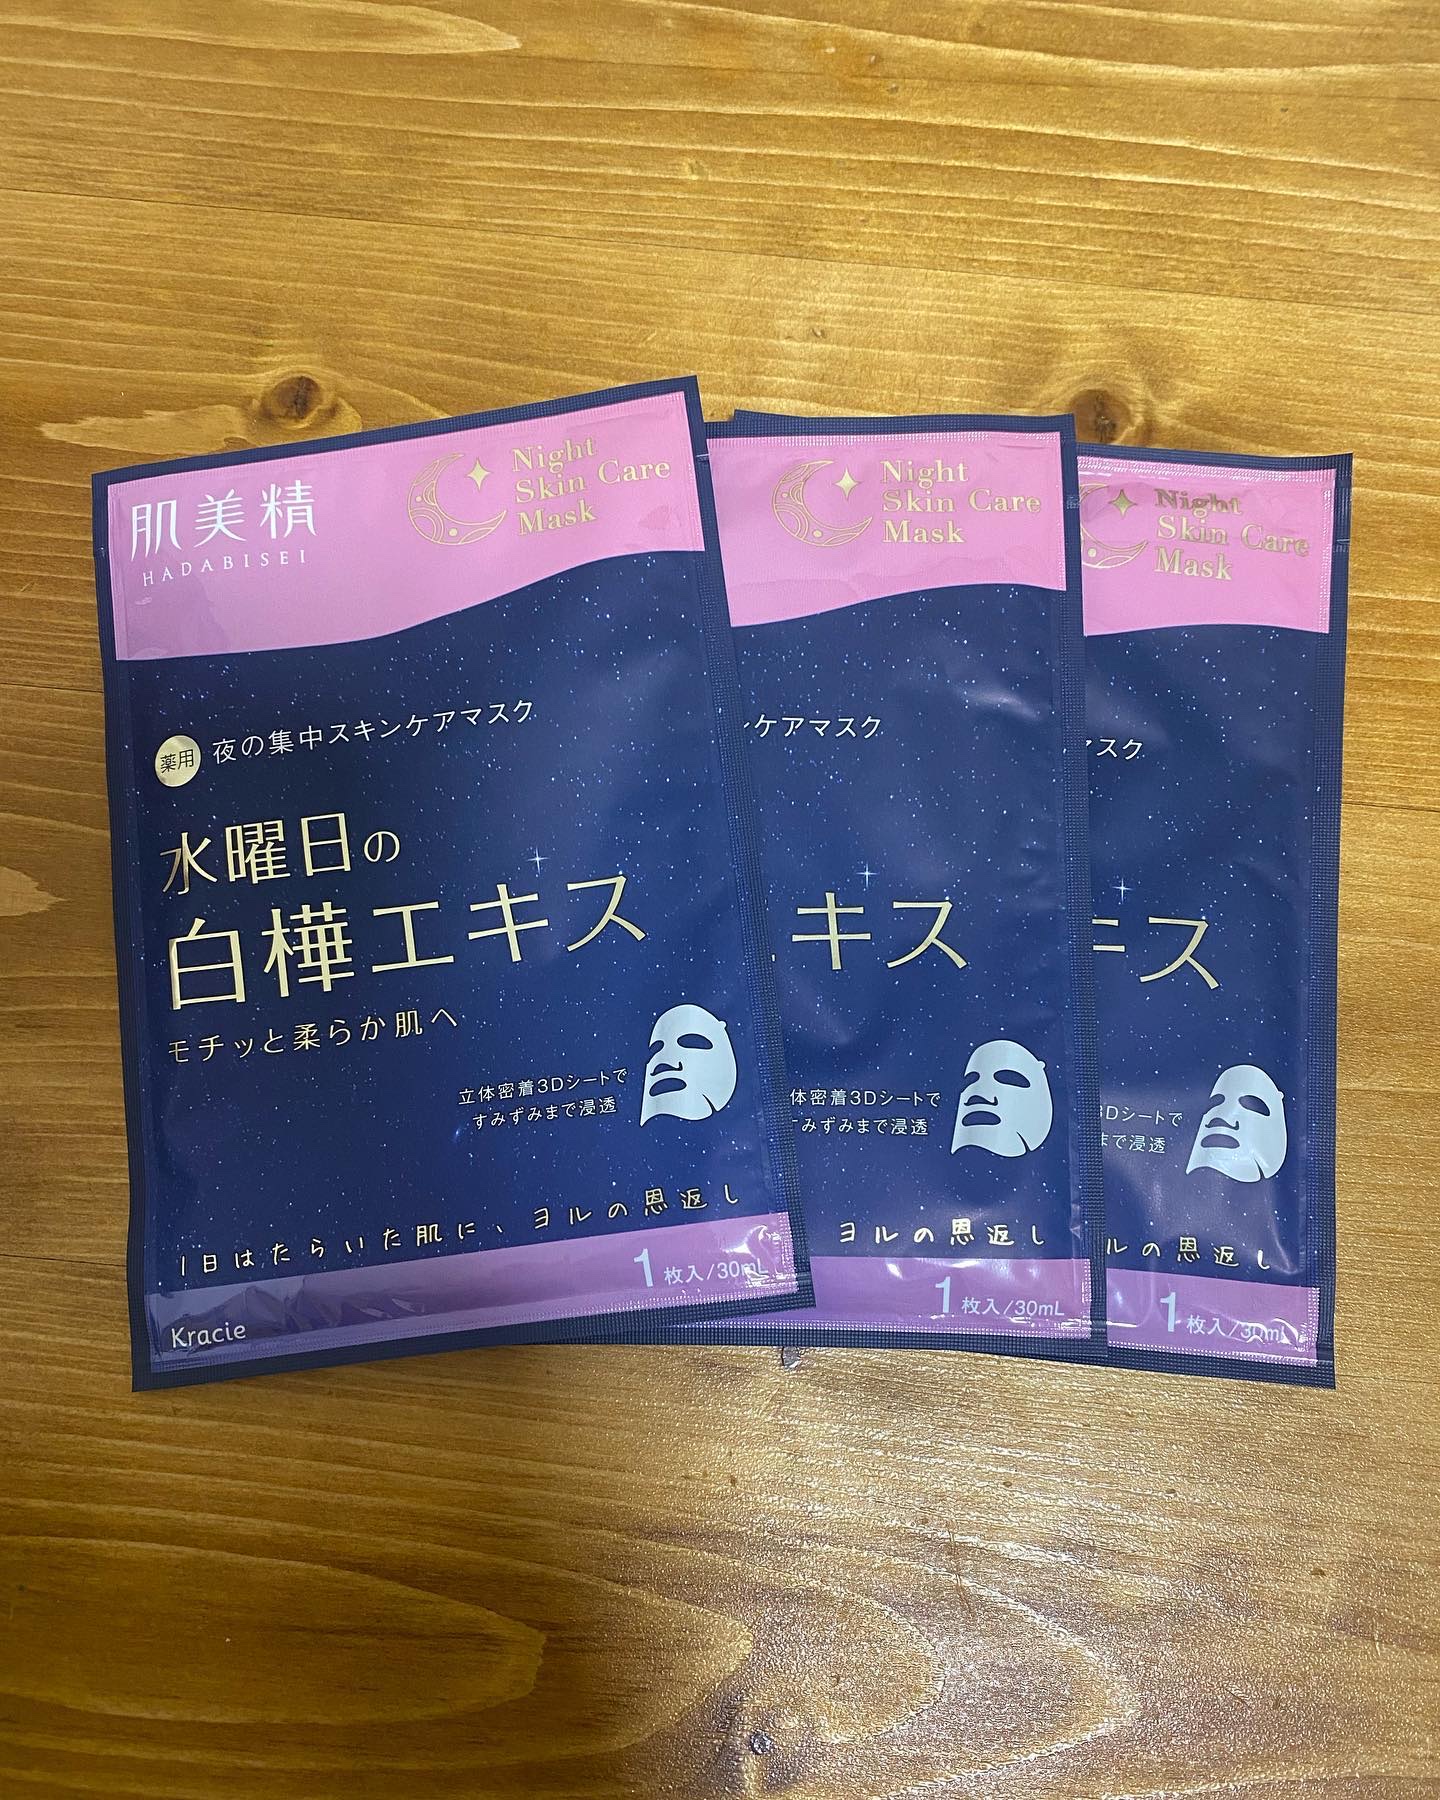 肌美精
HADABISEI
Night
Skin Care
Mask
薬用
夜の集中スキンケアマスク
水曜日の
白樺エキス
モチッと柔らか肌へ
立体密着3Dシートで
すみずみまで浸透
1日はたらいた肌に、ヨルの恩返し
1枚入/30mL
Kracie
Night
Skin Care
Mask
ンケアマスク
キス
体密着3Dシートで
すみずみまで浸透
ヨルの恩返し
1枚入/30mL
Night
Skin Care
Mask
マスク
キス
3Dシートで
まで浸透
ルの恩返し
1枚入/30mL